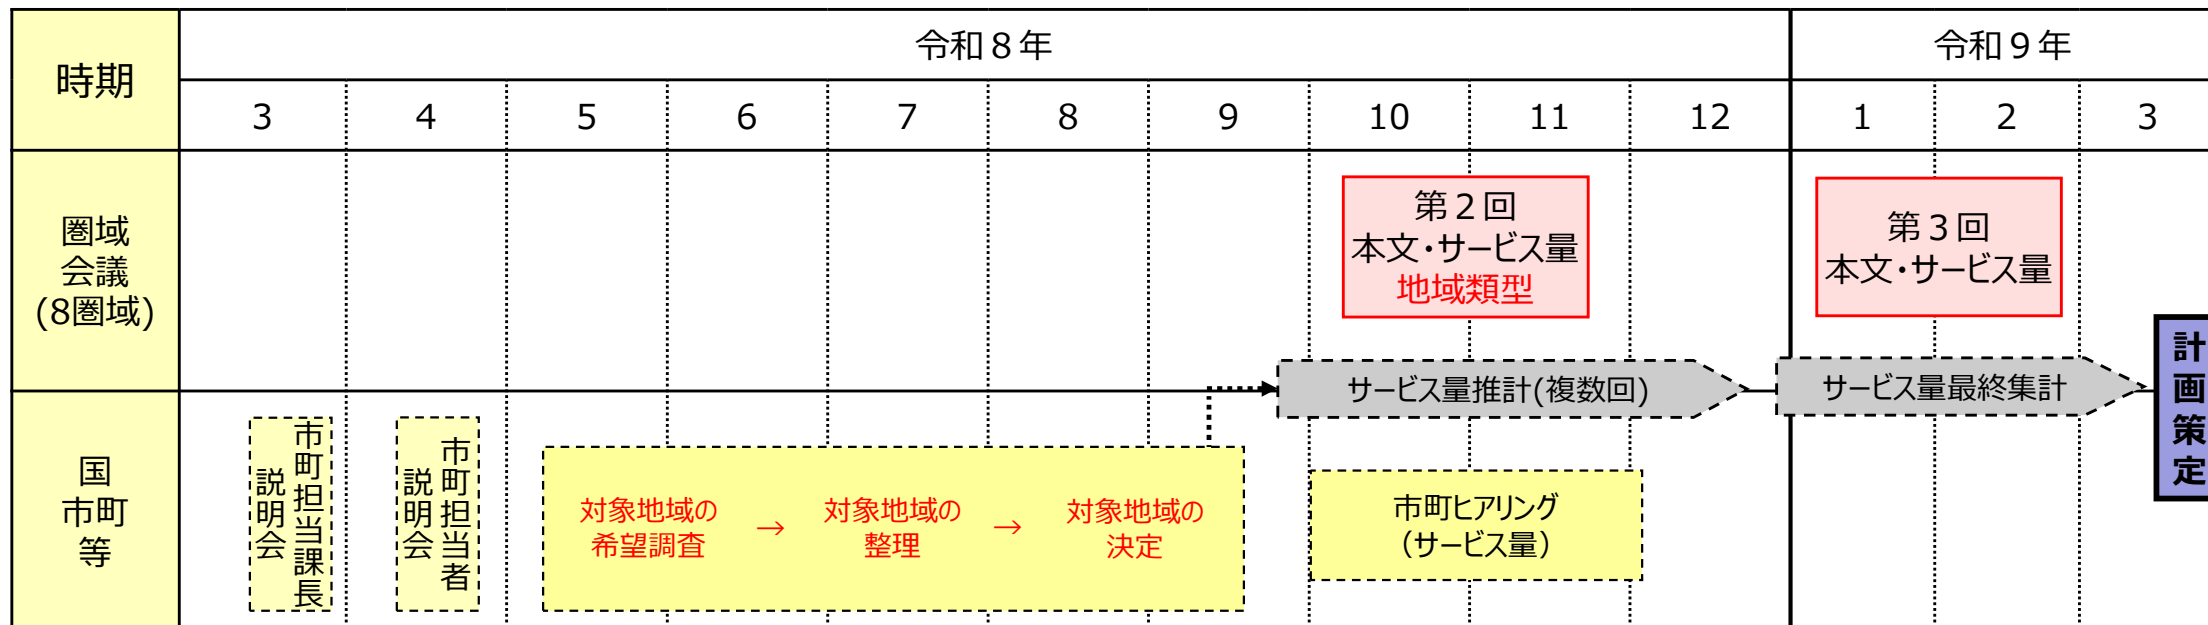 時期
令和８年
令和９年
3
4
5
6
7
8
9
10
11
12
1
2
3
圏域
会議
(8圏域)
第２回
本文・サービス量
地域類型
第３回
本文・サービス量
サービス量推計(複数回)
サービス量最終集計
計画策定
国
市町
等
市町担当課長
説明会
市町担当者
説明会
対象地域の
希望調査
→
対象地域の
整理
→
対象地域の
決定
市町ヒアリング
（サービス量）